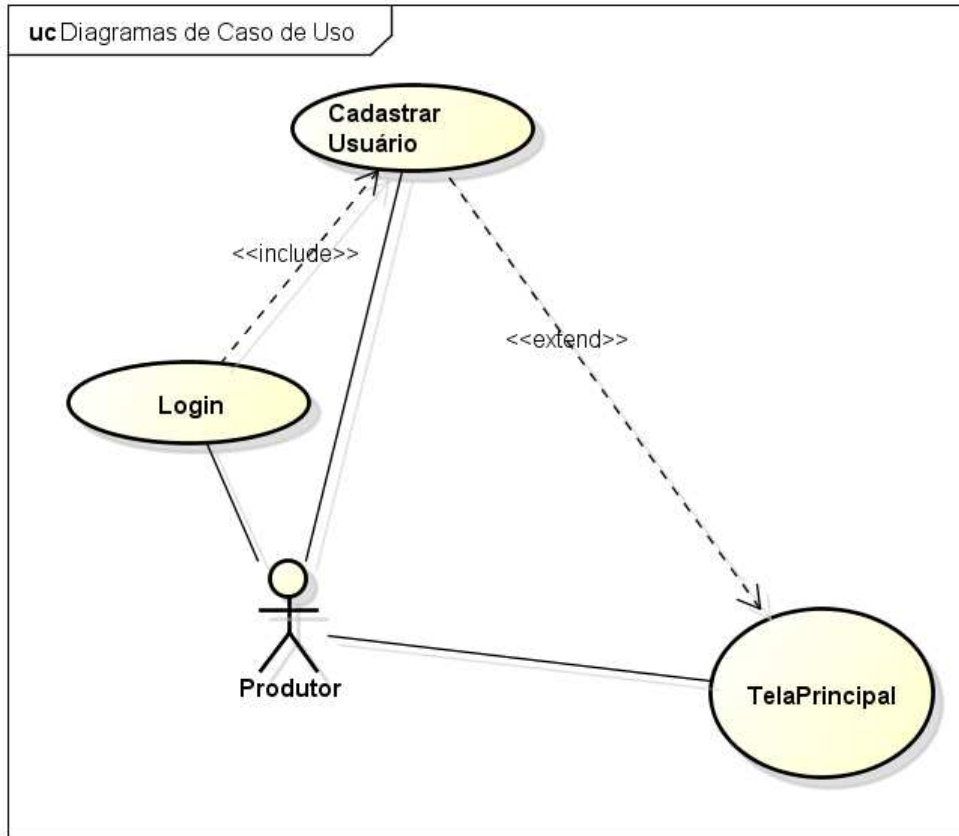 uc Diagramas de Caso de Uso
Cadastrar
Usuário
<<include>>
<<extend>>
Login
Produtor
TelaPrincipal